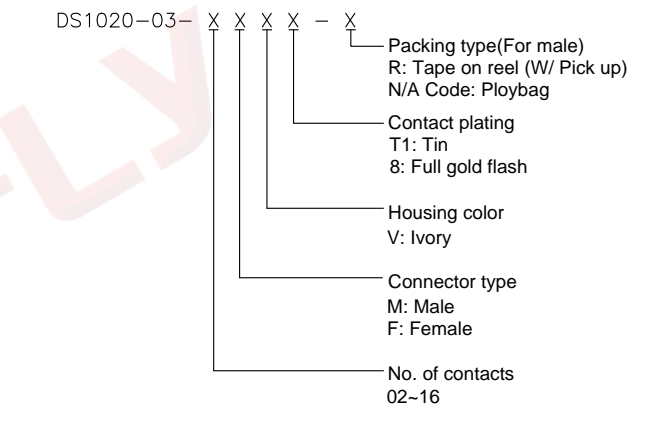 DS1020-03- X X X X - X
Packing type(For male)
R: Tape on reel (W/ Pick up)
N/A Code: Ploybag
Contact plating
T1: Tin
8: Full gold flash
Housing color
V: Ivory
Connector type
M: Male
F: Female
No. of contacts
02~16